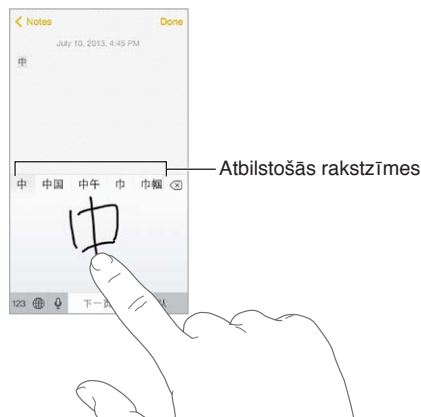 Notes Done
July 10, 2013, 4:45 PM
中
Atbilstošās rakstzīmes
中 中国 中午 巾 巾帼
中
123 下一